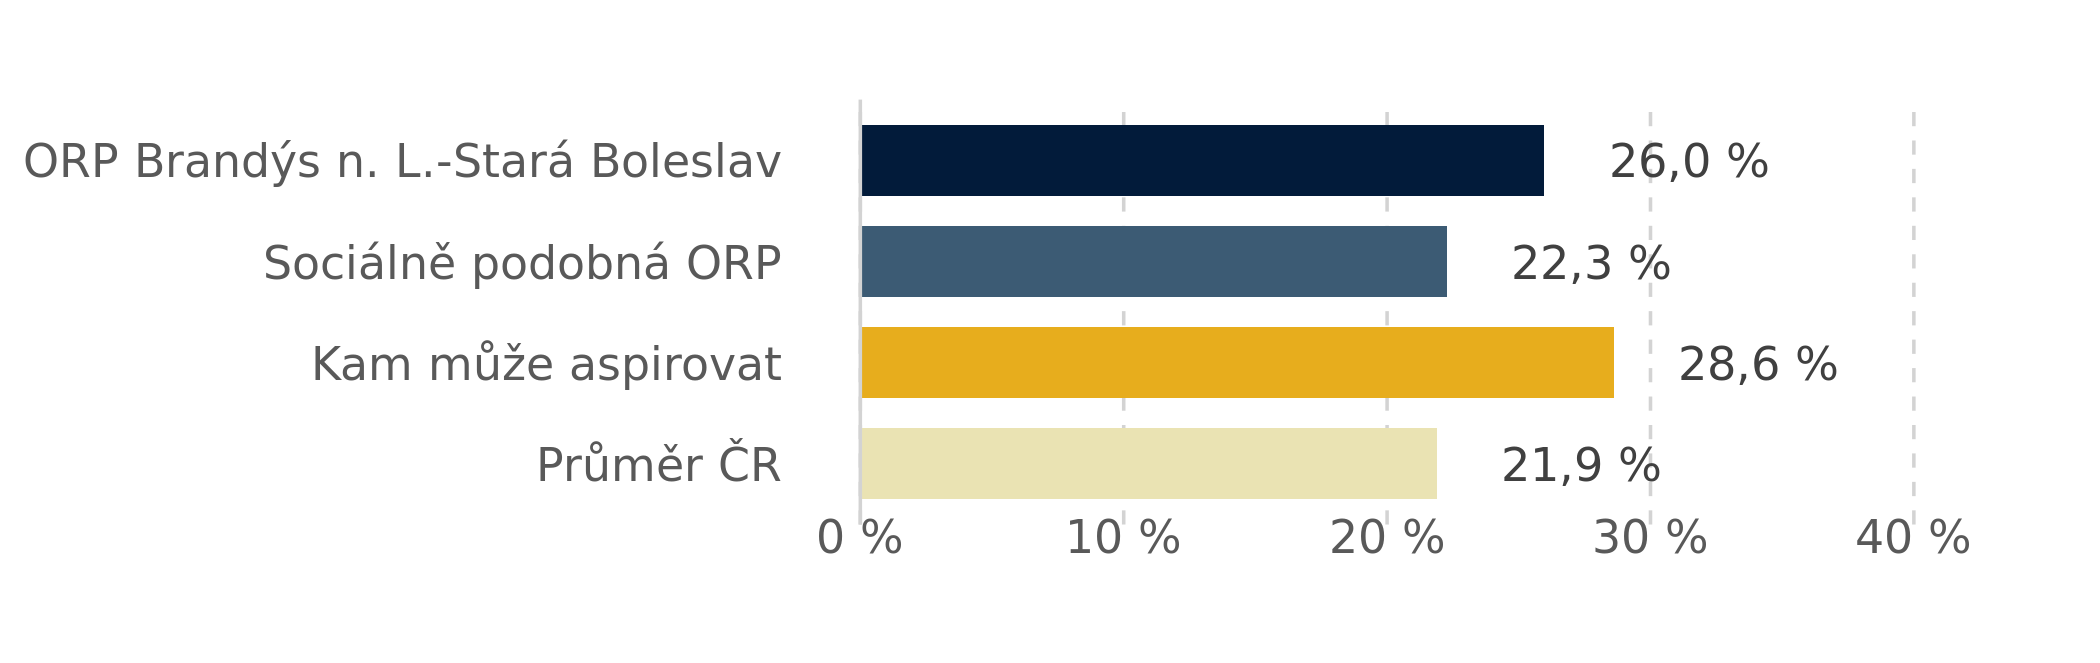 ORP Brandýs n. L.-Stará Boleslav 26,0 %
Sociálně podobná ORP 22,3 %
Kam může aspirovat 28,6 %
Průměr ČR 21,9 %
0 % 10 % 20 % 30 % 40 %